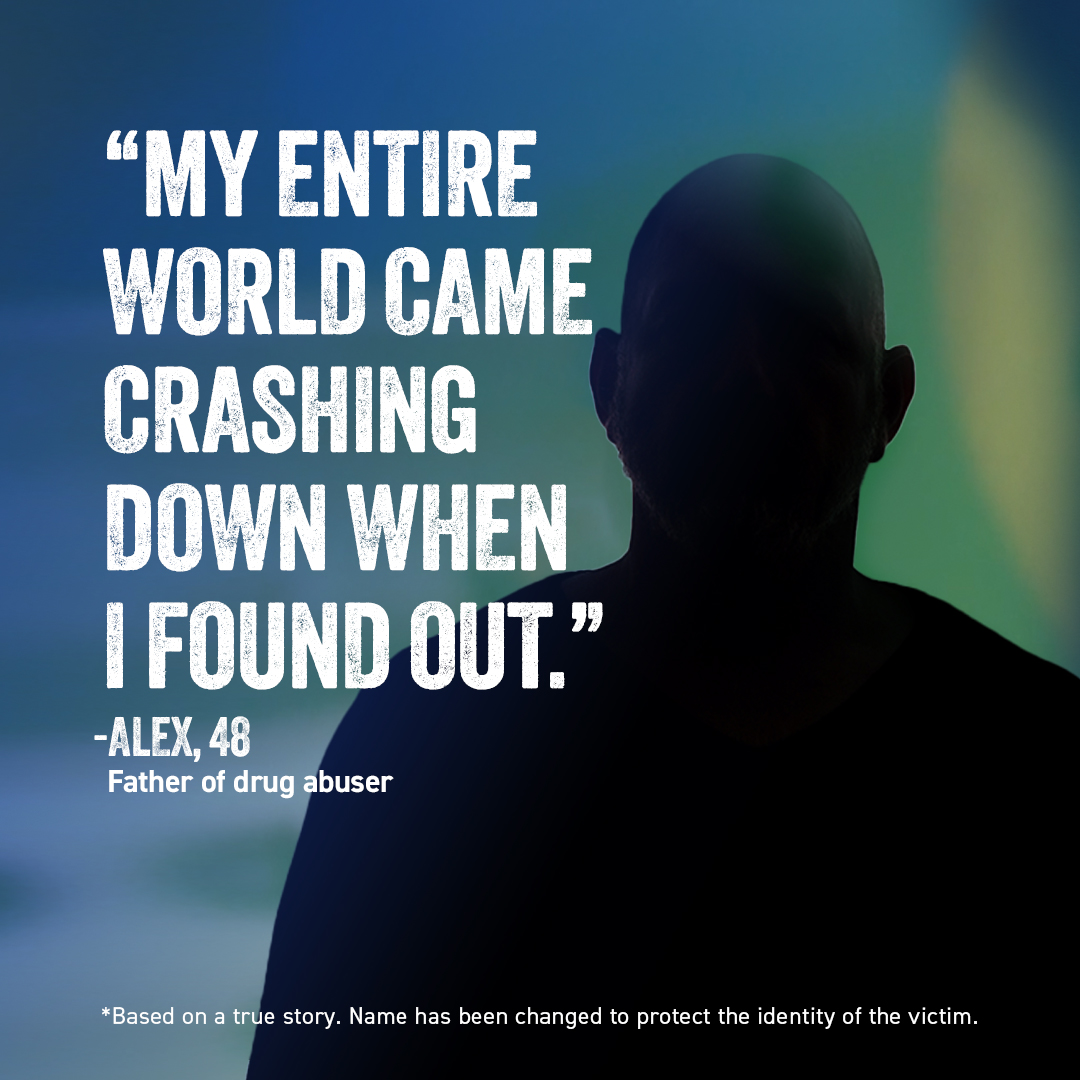 “MY ENTIRE
WORLD CAME
CRASHING
DOWN WHEN
I FOUND OUT.”
-ALEX, 48
Father of drug abuser
*Based on a true story. Name has been changed to protect the identity of the victim.